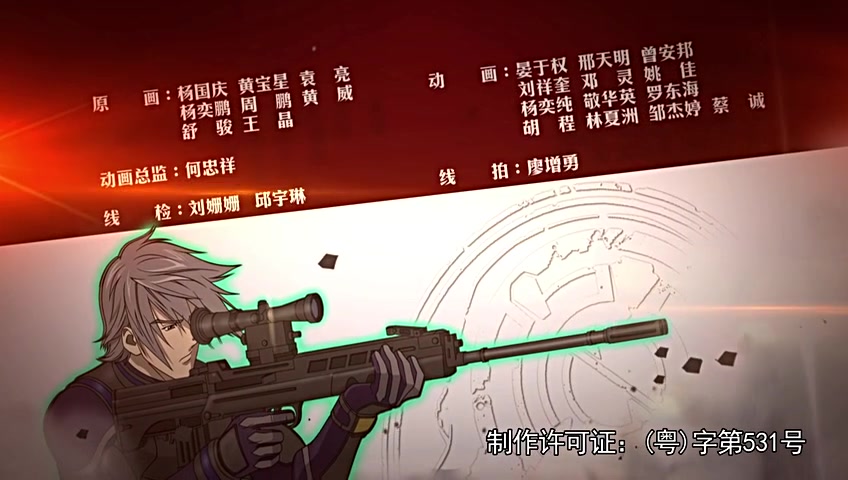 原 画：杨国庆 黄宝星 袁 亮
杨奕鹏 周 鹏 黄 威
舒 骏 王 晶
动画总监：何忠祥
线 检：刘姗姗 邱宇琳
动 画：晏于权 邢天明 曾安邦
刘祥奎 邓 灵 姚 佳
杨奕纯 敬华英 罗东海
胡 程 林夏洲 邹杰婷 蔡 诚
线 拍：廖增勇
制作许可证：(粤)字第531号